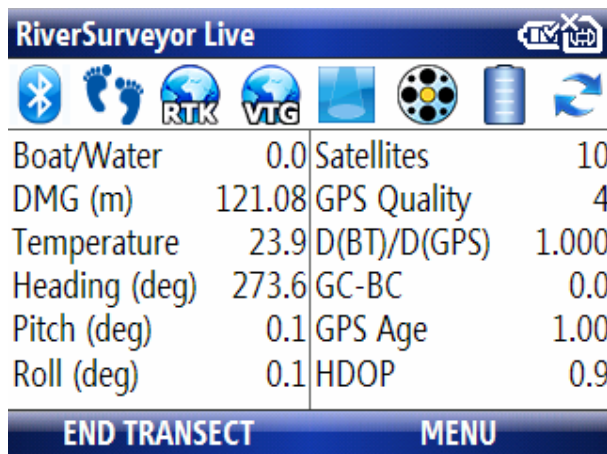 RiverSurveyor Live
RTK VTG
Boat/Water 0.0 Satellites 10
DMG (m) 121.08 GPS Quality 4
Temperature 23.9 D(BT)/D(GPS) 1.000
Heading (deg) 273.6 GC-BC 0.0
Pitch (deg) 0.1 GPS Age 1.00
Roll (deg) 0.1 HDOP 0.9
END TRANSECT MENU